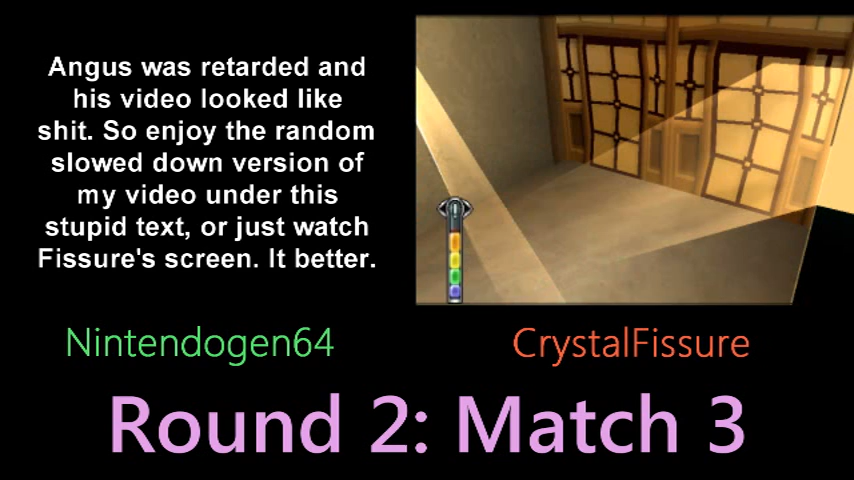 Angus was retarded and
his video looked like
shit. So enjoy the random
slowed down version of
my video under this
stupid text, or just watch
Fissure's screen. It better.
Nintendogen64
CrystalFissure
Round 2: Match 3